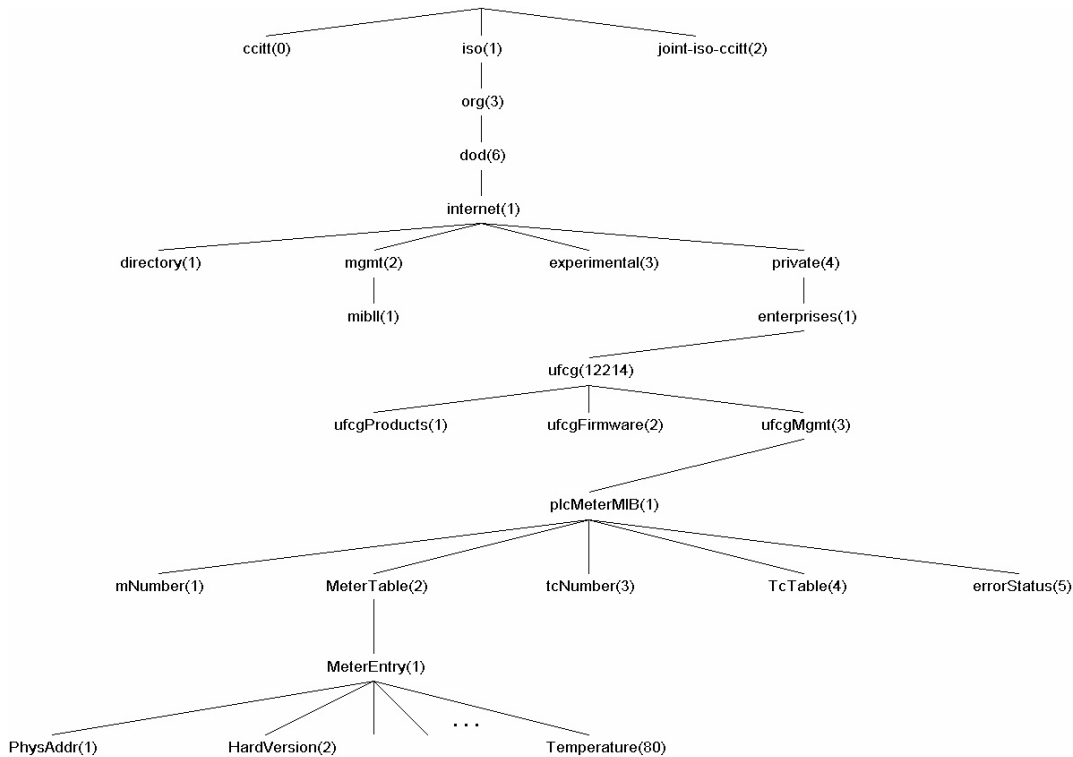 ccitt(0) iso(1) joint-iso-ccitt(2)
org(3)
dod(6)
internet(1)
directory(1) mgmt(2) experimental(3) private(4)
mibII(1) enterprises(1)
ufcg(12214)
ufcgProducts(1) ufcgFirmware(2) ufcgMgmt(3)
plcMeterMIB(1)
mNumber(1) MeterTable(2) tcNumber(3) TcTable(4) errorStatus(5)
MeterEntry(1)
...
PhysAddr(1) HardVersion(2) Temperature(80)